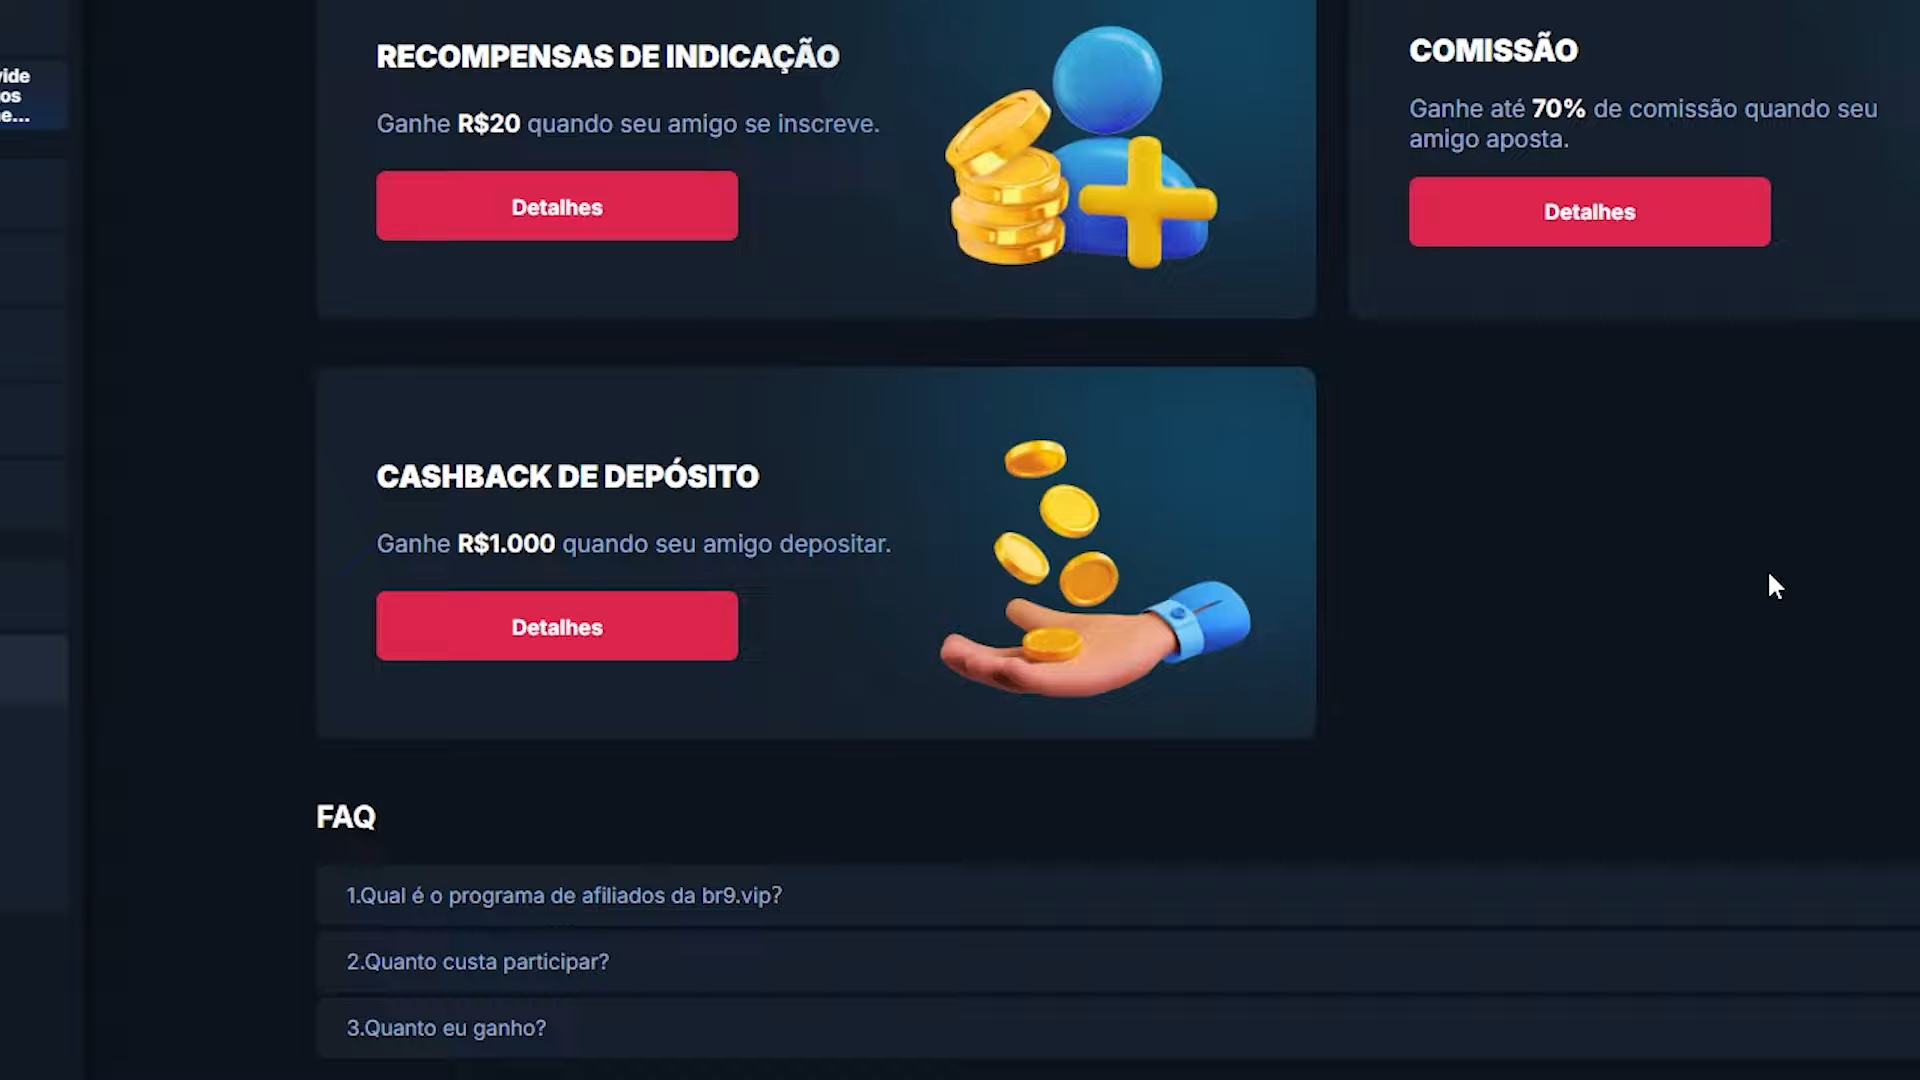 RECOMPENSAS DE INDICAÇÃO
Ganhe R$20 quando seu amigo se inscreve.
Detalhes
COMISSÃO
Ganhe até 70% de comissão quando seu
amigo aposta.
Detalhes
CASHBACK DE DEPÓSITO
Ganhe R$1.000 quando seu amigo depositar.
Detalhes
FAQ
1.Qual é o programa de afiliados da br9.vip?
2.Quanto custa participar?
3.Quanto eu ganho?